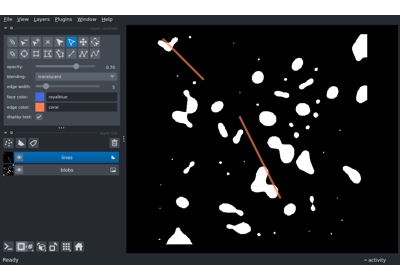 File View Layers Plugins Window Help
opacity: 0.70
blending: translucent
edge width: 5
face color: royalblue
edge color: coral
display text:
lines
blobs
Ready activity